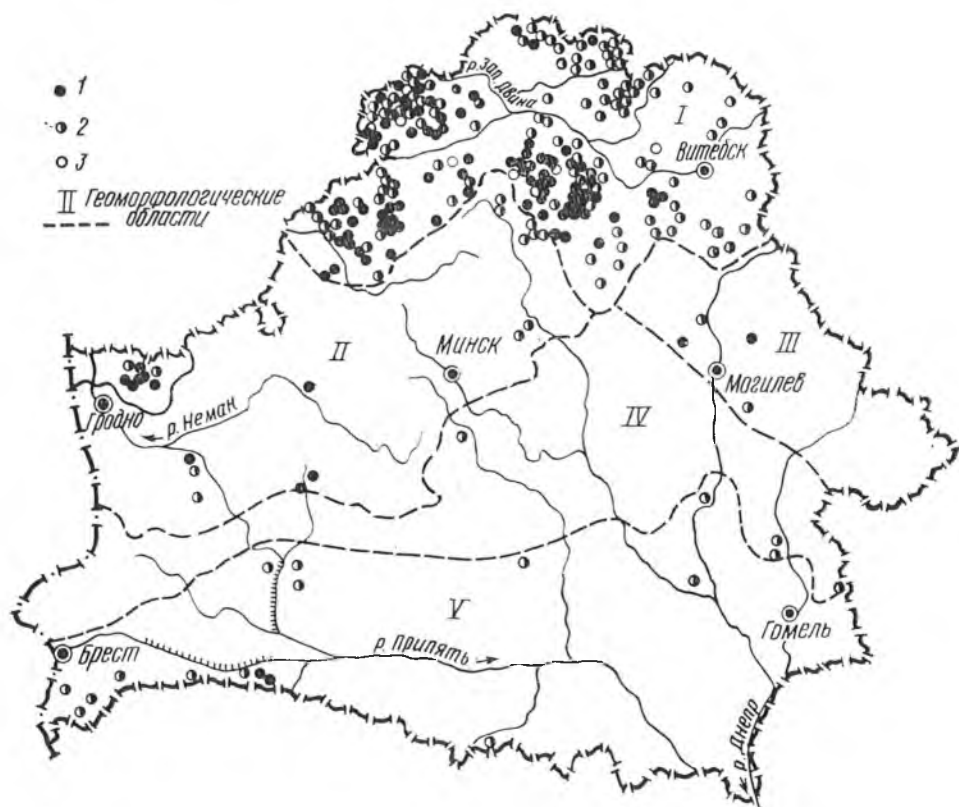 1
2
3
II Геоморфологические
области
р. Зап. Двина
I
Витебск
II
Минск
III
Могилев
Гродно
р. Неман
IV
V
Брест
р. Припять
Гомель
р. Днепр